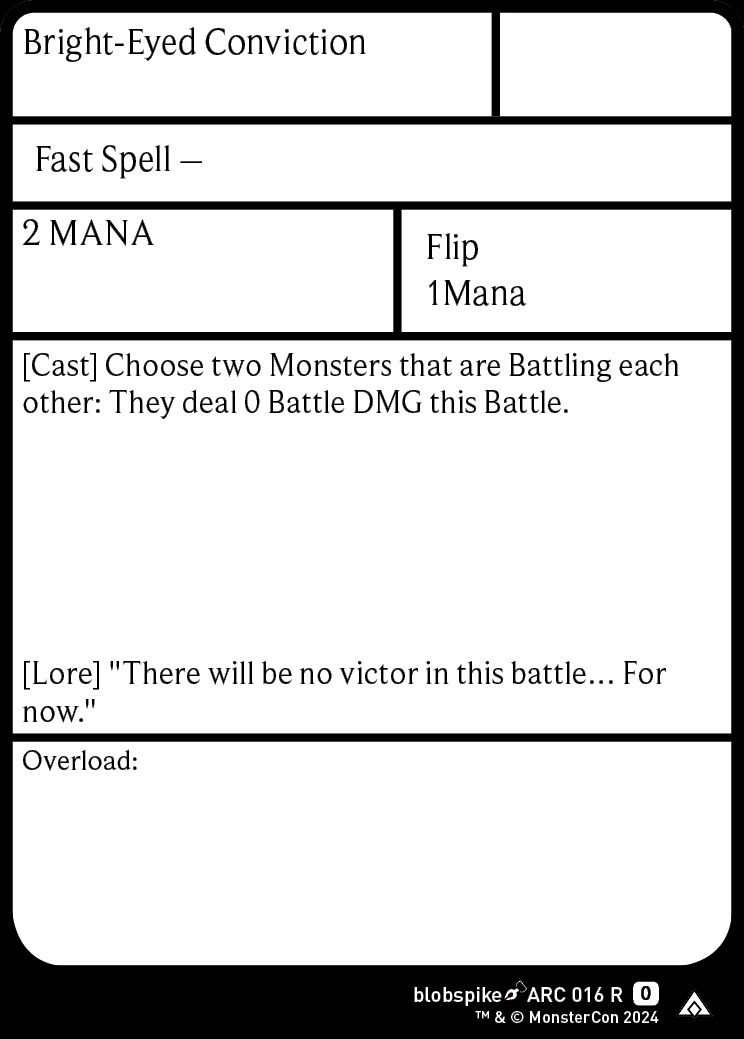 Bright-Eyed Conviction
Fast Spell —
2 MANA
Flip
1Mana
[Cast] Choose two Monsters that are Battling each
other: They deal 0 Battle DMG this Battle.
[Lore] "There will be no victor in this battle... For
now."
Overload:
blobspike ARC 016 R 0
™ & © MonsterCon 2024